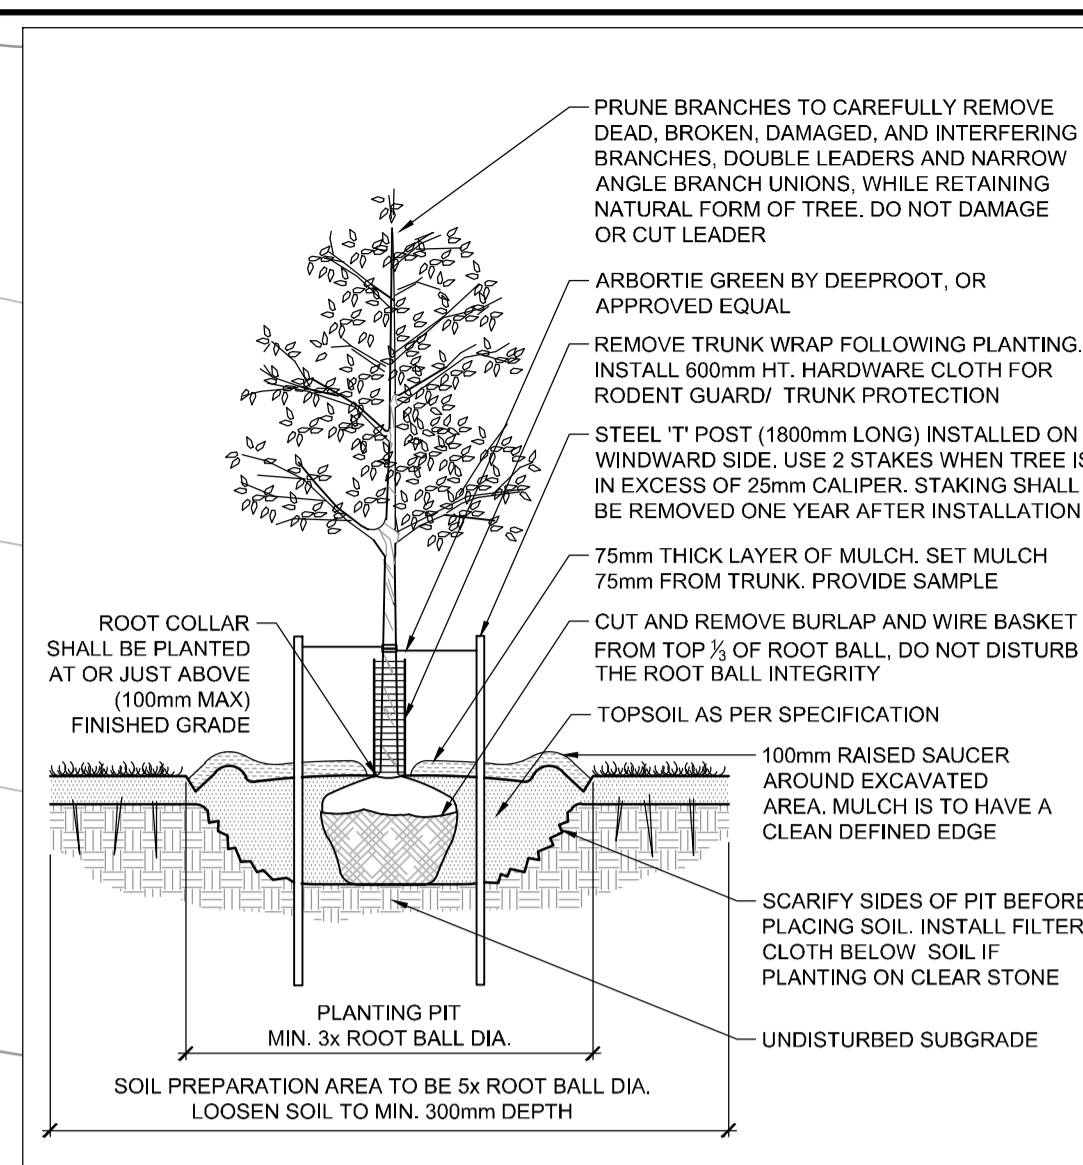 PRUNE BRANCHES TO CAREFULLY REMOVE
DEAD, BROKEN, DAMAGED, AND INTERFERING
BRANCHES, DOUBLE LEADERS AND NARROW
ANGLE BRANCH UNIONS, WHILE RETAINING
NATURAL FORM OF TREE. DO NOT DAMAGE
OR CUT LEADER
ARBORTIE GREEN BY DEEPROOT, OR
APPROVED EQUAL
REMOVE TRUNK WRAP FOLLOWING PLANTING.
INSTALL 600mm HT. HARDWARE CLOTH FOR
RODENT GUARD/ TRUNK PROTECTION
STEEL 'T' POST (1800mm LONG) INSTALLED ON
WINDWARD SIDE. USE 2 STAKES WHEN TREE IS
IN EXCESS OF 25mm CALIPER. STAKING SHALL
BE REMOVED ONE YEAR AFTER INSTALLATION
75mm THICK LAYER OF MULCH. SET MULCH
75mm FROM TRUNK. PROVIDE SAMPLE
CUT AND REMOVE BURLAP AND WIRE BASKET
FROM TOP ⅓ OF ROOT BALL, DO NOT DISTURB
THE ROOT BALL INTEGRITY
TOPSOIL AS PER SPECIFICATION
100mm RAISED SAUCER
AROUND EXCAVATED
AREA. MULCH IS TO HAVE A
CLEAN DEFINED EDGE
SCARIFY SIDES OF PIT BEFORE
PLACING SOIL. INSTALL FILTER
CLOTH BELOW SOIL IF
PLANTING ON CLEAR STONE
UNDISTURBED SUBGRADE
ROOT COLLAR
SHALL BE PLANTED
AT OR JUST ABOVE
(100mm MAX)
FINISHED GRADE
PLANTING PIT
MIN. 3x ROOT BALL DIA.
SOIL PREPARATION AREA TO BE 5x ROOT BALL DIA.
LOOSEN SOIL TO MIN. 300mm DEPTH